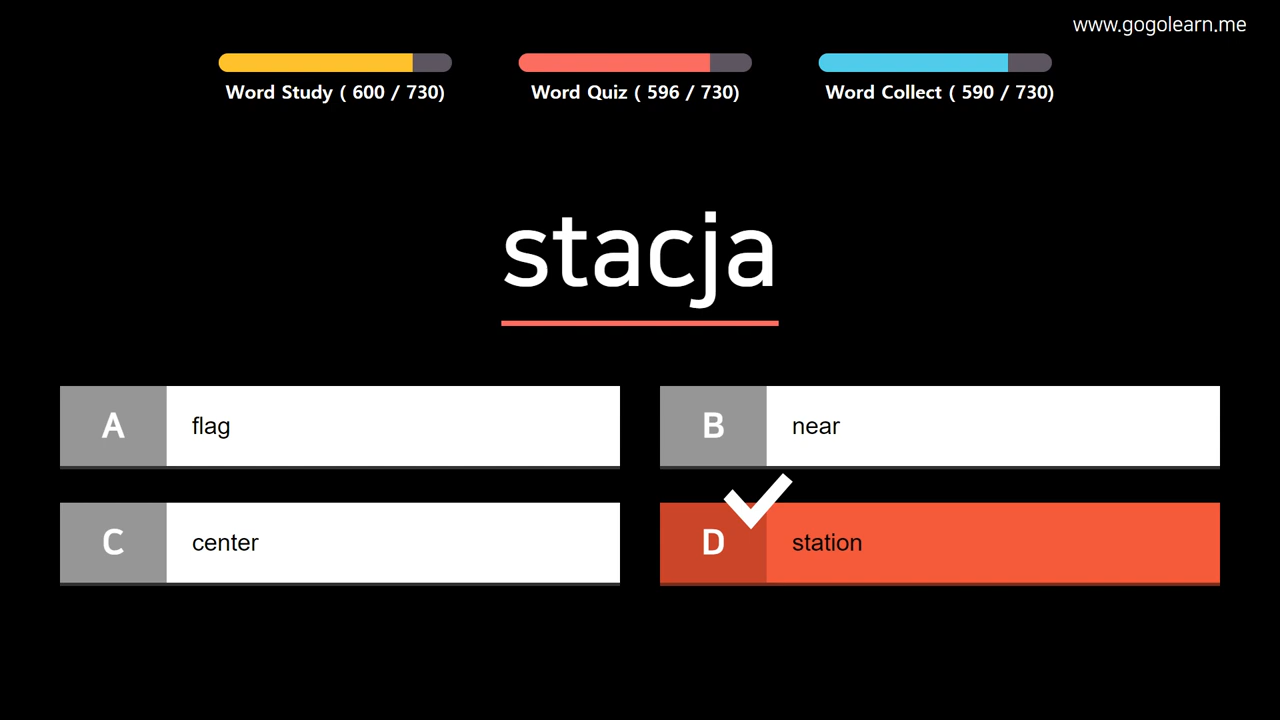 www.gogolearn.me
Word Study ( 600 / 730)
Word Quiz ( 596 / 730)
Word Collect ( 590 / 730)
stacja
A flag
B near
C center
D station